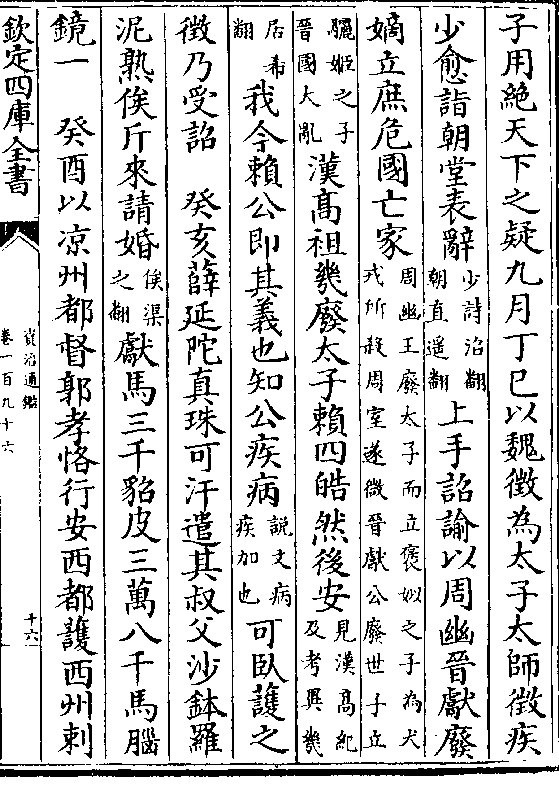 子用絶天下之疑九月丁巳以魏徵為太子太師徵疾
少愈詣朝堂表辭少詩沼翻朝直遥翻上手詔諭以周幽晉獻廢
嫡立庶危國亡家周幽王廢太子而立褒姒之子為犬戎所殺周室遂微晉獻公廢世子立
驪姬之子晉國大亂漢髙祖幾廢太子賴四皓然後安見漢髙紀及考異幾
居希翻我今賴公即其義也知公疾病説文病疾加也可臥護之
徵乃受詔 癸亥薛延陀真珠可汗遣其叔父沙鉢羅
泥熟俟斤來請婚俟渠之翻獻馬三千貂皮三萬八千馬腦
鏡一 癸酉以凉州都督郭孝恪行安西都護西州刺
欽定四庫全書
資治通鑑
卷一百九十六
十六